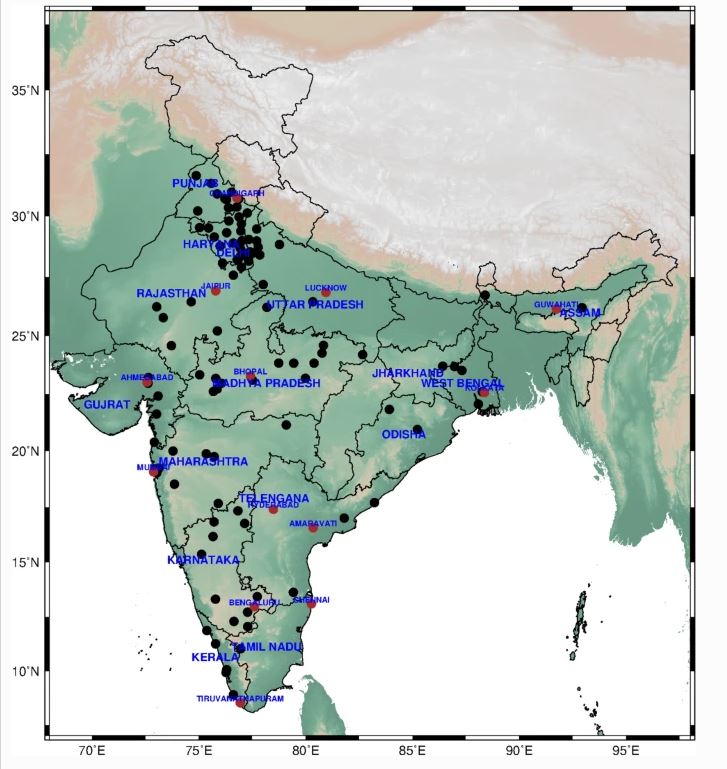 35°N
PUNJAB
CHANDIGARH
30°N
HARYANA
DELHI
LUCKNOW
JAIPUR
RAJASTHAN
UTTAR PRADESH
GUWAHATI
ASSAM
25°N
AHMEDABAD
BHOPAL
JHARKHAND
MADHYA PRADESH
WEST BENGAL
KOLKATA
GUJRAT
ODISHA
20°N
MAHARASHTRA
MUMBAI
TELENGANA
HYDERABAD
AMARAVATI
15°N
KARNATAKA
BENGALURU
CHENNAI
TAMIL NADU
KERALA
10°N
TIRUVANATHAPURAM
70°E
75°E
80°E
85°E
90°E
95°E